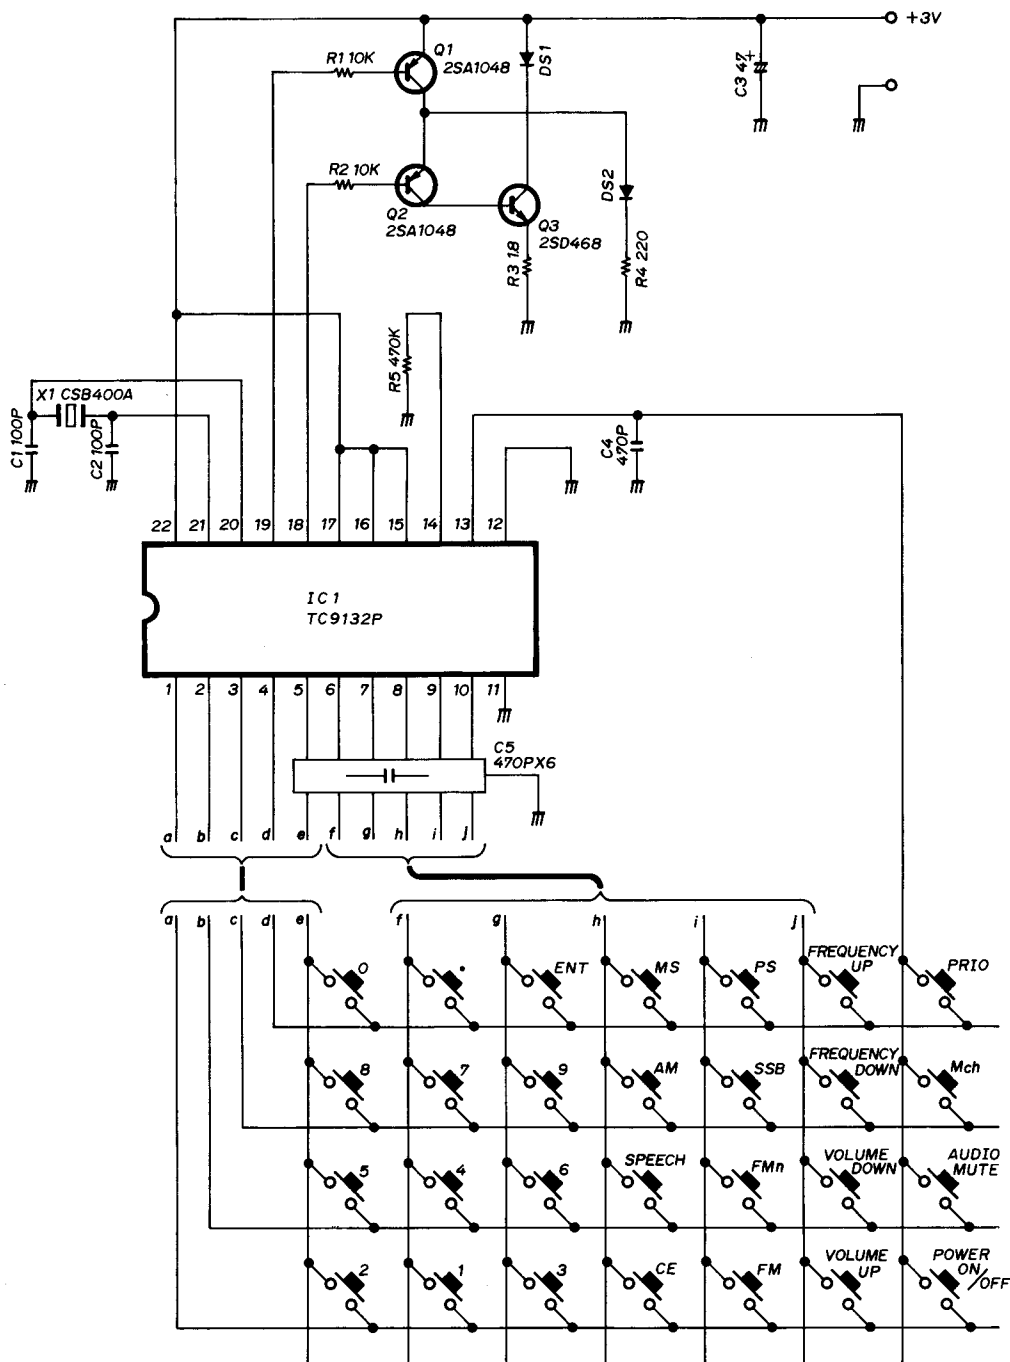 +3V
Q1
2SA1048
R1 10K
DS1
C3 47
+
R2 10K
Q2
2SA1048
Q3
2SD468
DS2
R3 1.8
R4 220
R5 470K
X1 CSB400A
C1 100P
C2 100P
C4
470P
22 21 20 19 18 17 16 15 14 13 12
IC1
TC9132P
1 2 3 4 5 6 7 8 9 10 11
C5
470PX6
a b c d e f g h i j
a b c d e f g h i j
0 . ENT MS PS FREQUENCY UP PRIO
8 7 9 AM SSB FREQUENCY DOWN Mch
5 4 6 SPEECH FMn VOLUME DOWN AUDIO MUTE
2 1 3 CE FM VOLUME UP POWER ON/OFF